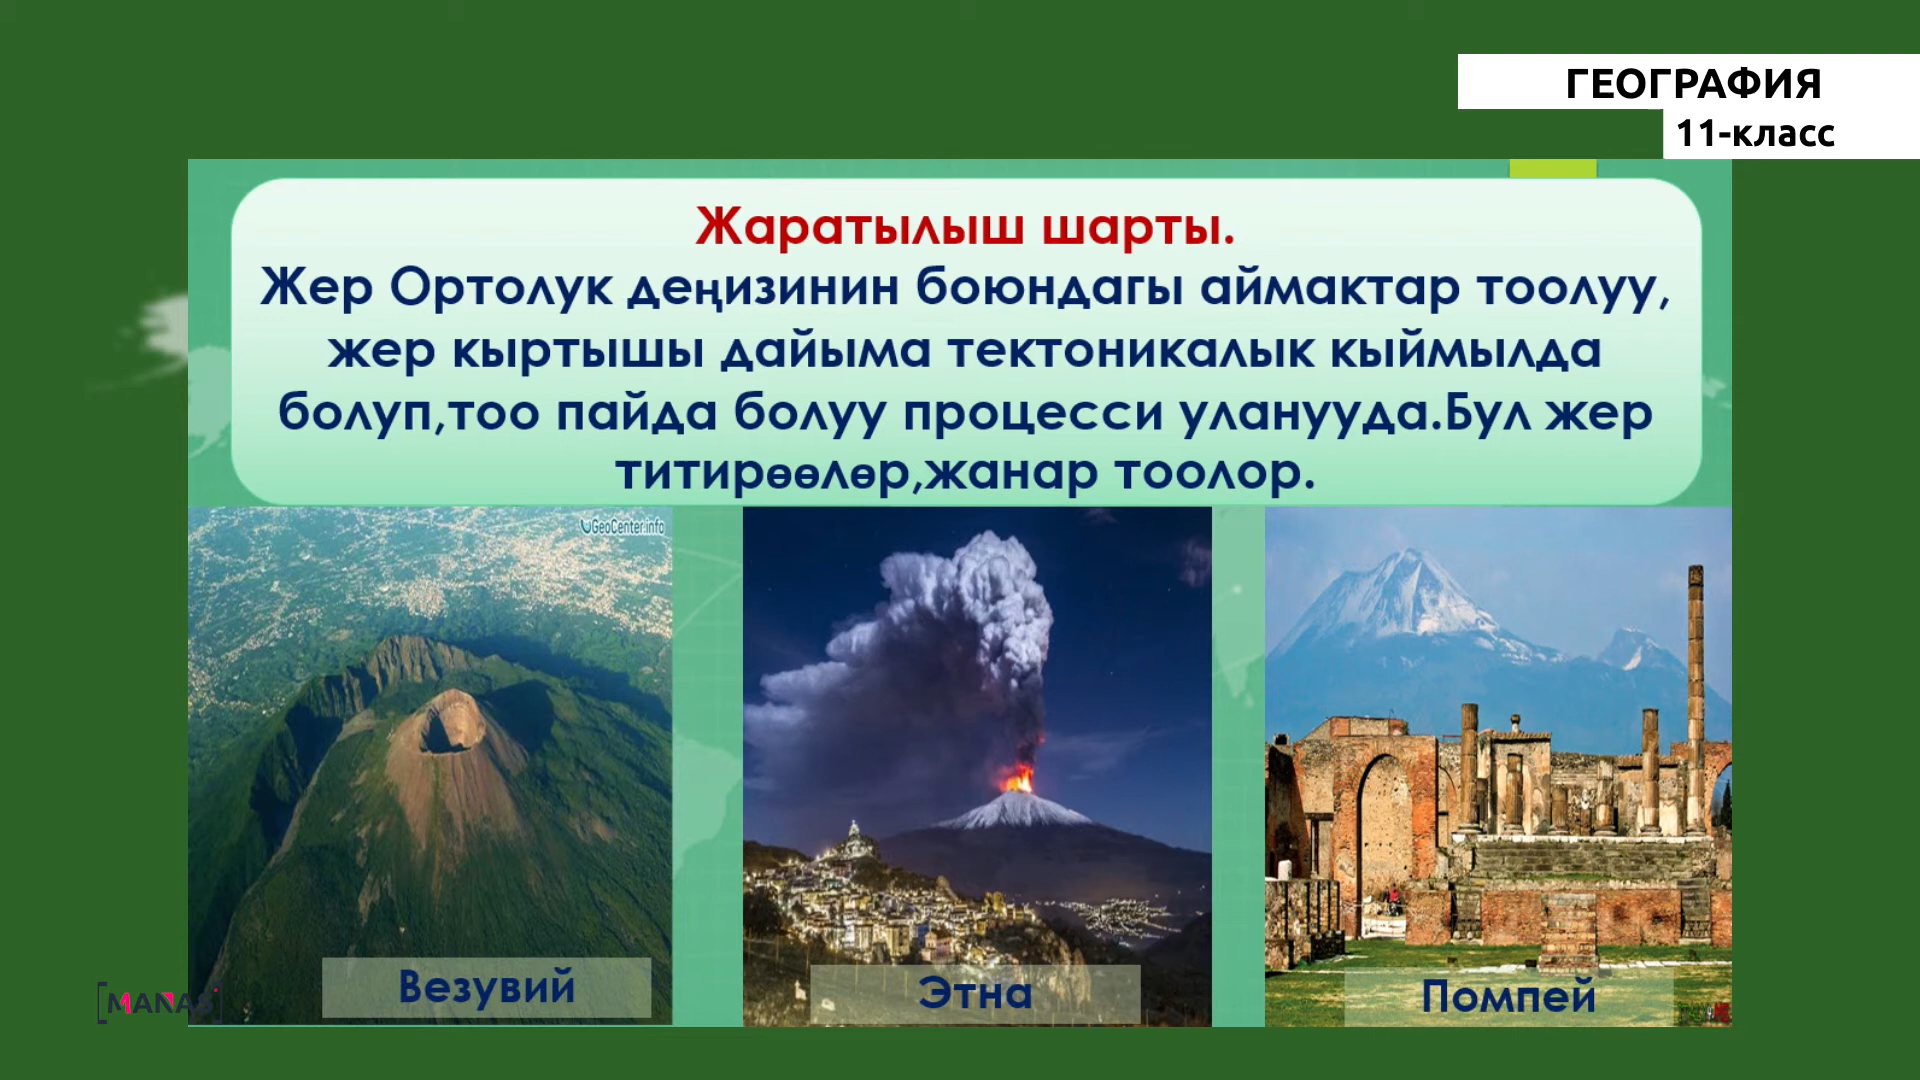 ГЕОГРАФИЯ
11-класс
Жаратылыш шарты.
Жер Ортолук деңизинин боюндагы аймактар тоолуу,
жер кыртышы дайыма тектоникалык кыймылда
болуп,тоо пайда болуу процесси улануудa.Бул жер
титирөөлөр,жанар тоолор.
GeoCenter.info
Везувий
Этна
Помпей
MANAS